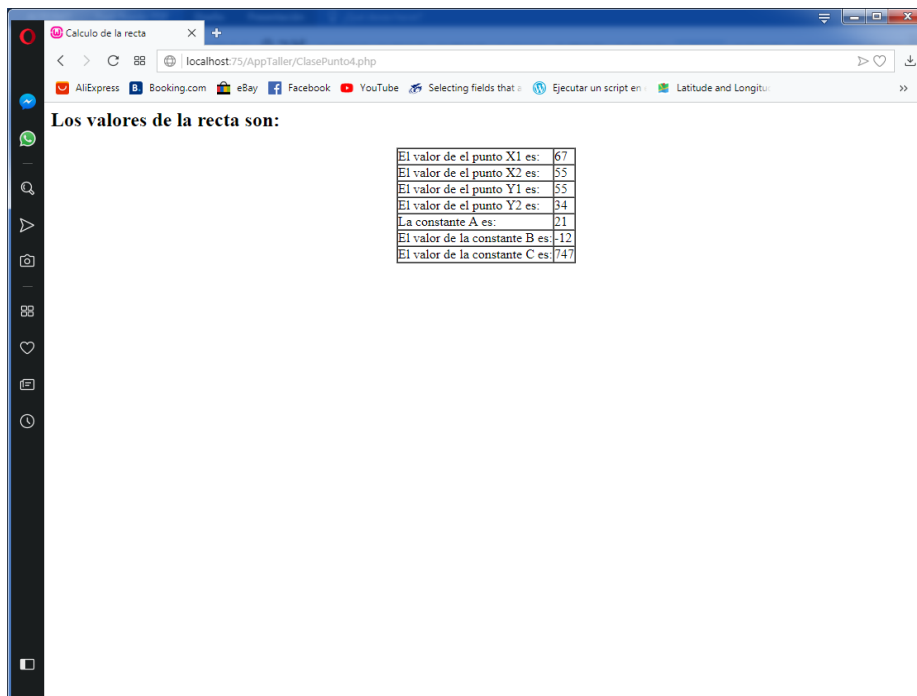 Calculo de la recta
localhost:75/AppTaller/ClasePunto4.php
AliExpress B. Booking.com eBay Facebook YouTube Selecting fields that a Ejecutar un script en Latitude and Longitu
Los valores de la recta son:
El valor de el punto X1 es: 67
El valor de el punto X2 es: 55
El valor de el punto Y1 es: 55
El valor de el punto Y2 es: 34
La constante A es: 21
El valor de la constante B es: -12
El valor de la constante C es: 747